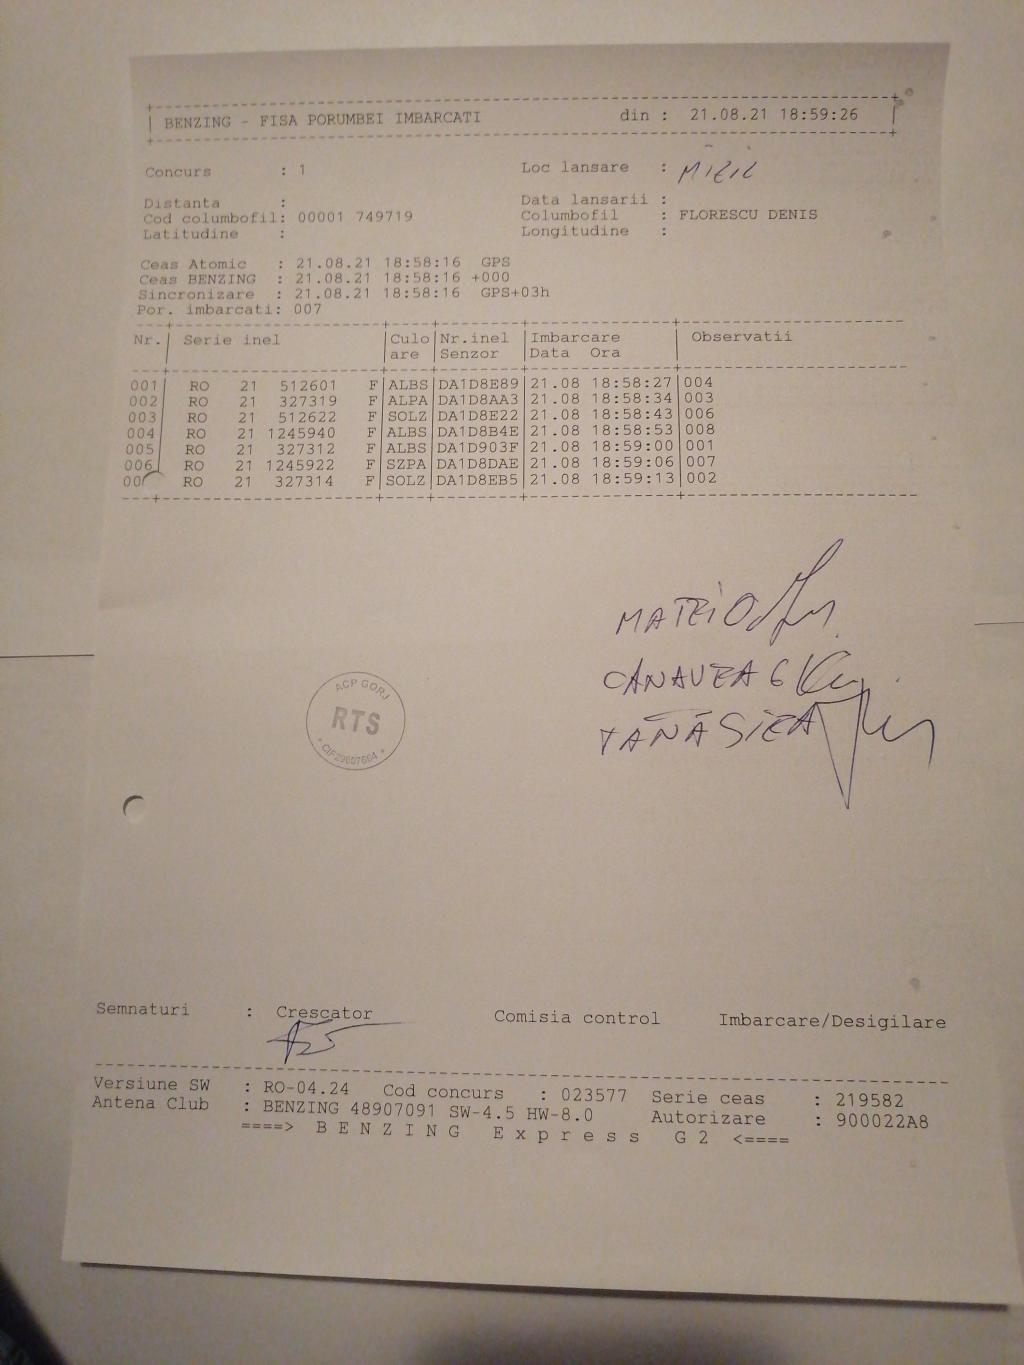 BENZING - FISA PORUMBEI IMBARCATI din : 21.08.21 18:59:26
Concurs : 1 Loc lansare : MIZIL
Distanta : Data lansarii :
Cod columbofil: 00001 749719 Columbofil : FLORESCU DENIS
Latitudine : Longitudine :
Ceas Atomic : 21.08.21 18:58:16 GPS
Ceas BENZING : 21.08.21 18:58:16 +000
Sincronizare : 21.08.21 18:58:16 GPS+03h
Por. imbarcati: 007
Nr. Serie inel Culo Nr.inel Imbarcare Observatii
are Senzor Data Ora
001 RO 21 512601 F ALBS DA1D8E89 21.08 18:58:27 004
002 RO 21 327319 F ALPA DA1D8AA3 21.08 18:58:34 003
003 RO 21 512622 F SOLZ DA1D8E22 21.08 18:58:43 006
004 RO 21 1245940 F ALBS DA1D8B4E 21.08 18:58:53 008
005 RO 21 327312 F ALBS DA1D903F 21.08 18:59:00 001
006 RO 21 1245922 F SZPA DA1D8DAE 21.08 18:59:06 007
00 RO 21 327314 F SOLZ DA1D8EB5 21.08 18:59:13 002
MATEI O
CANAVEA G
TĂNĂSIE A
ACP GORJ
RTS
Semnaturi : Crescator Comisia control Imbarcare/Desigilare
Versiune SW : RO-04.24 Cod concurs : 023577 Serie ceas : 219582
Antena Club : BENZING 48907091 SW-4.5 HW-8.0 Autorizare : 900022A8
====> B E N Z I N G E x p r e s s G 2 <====